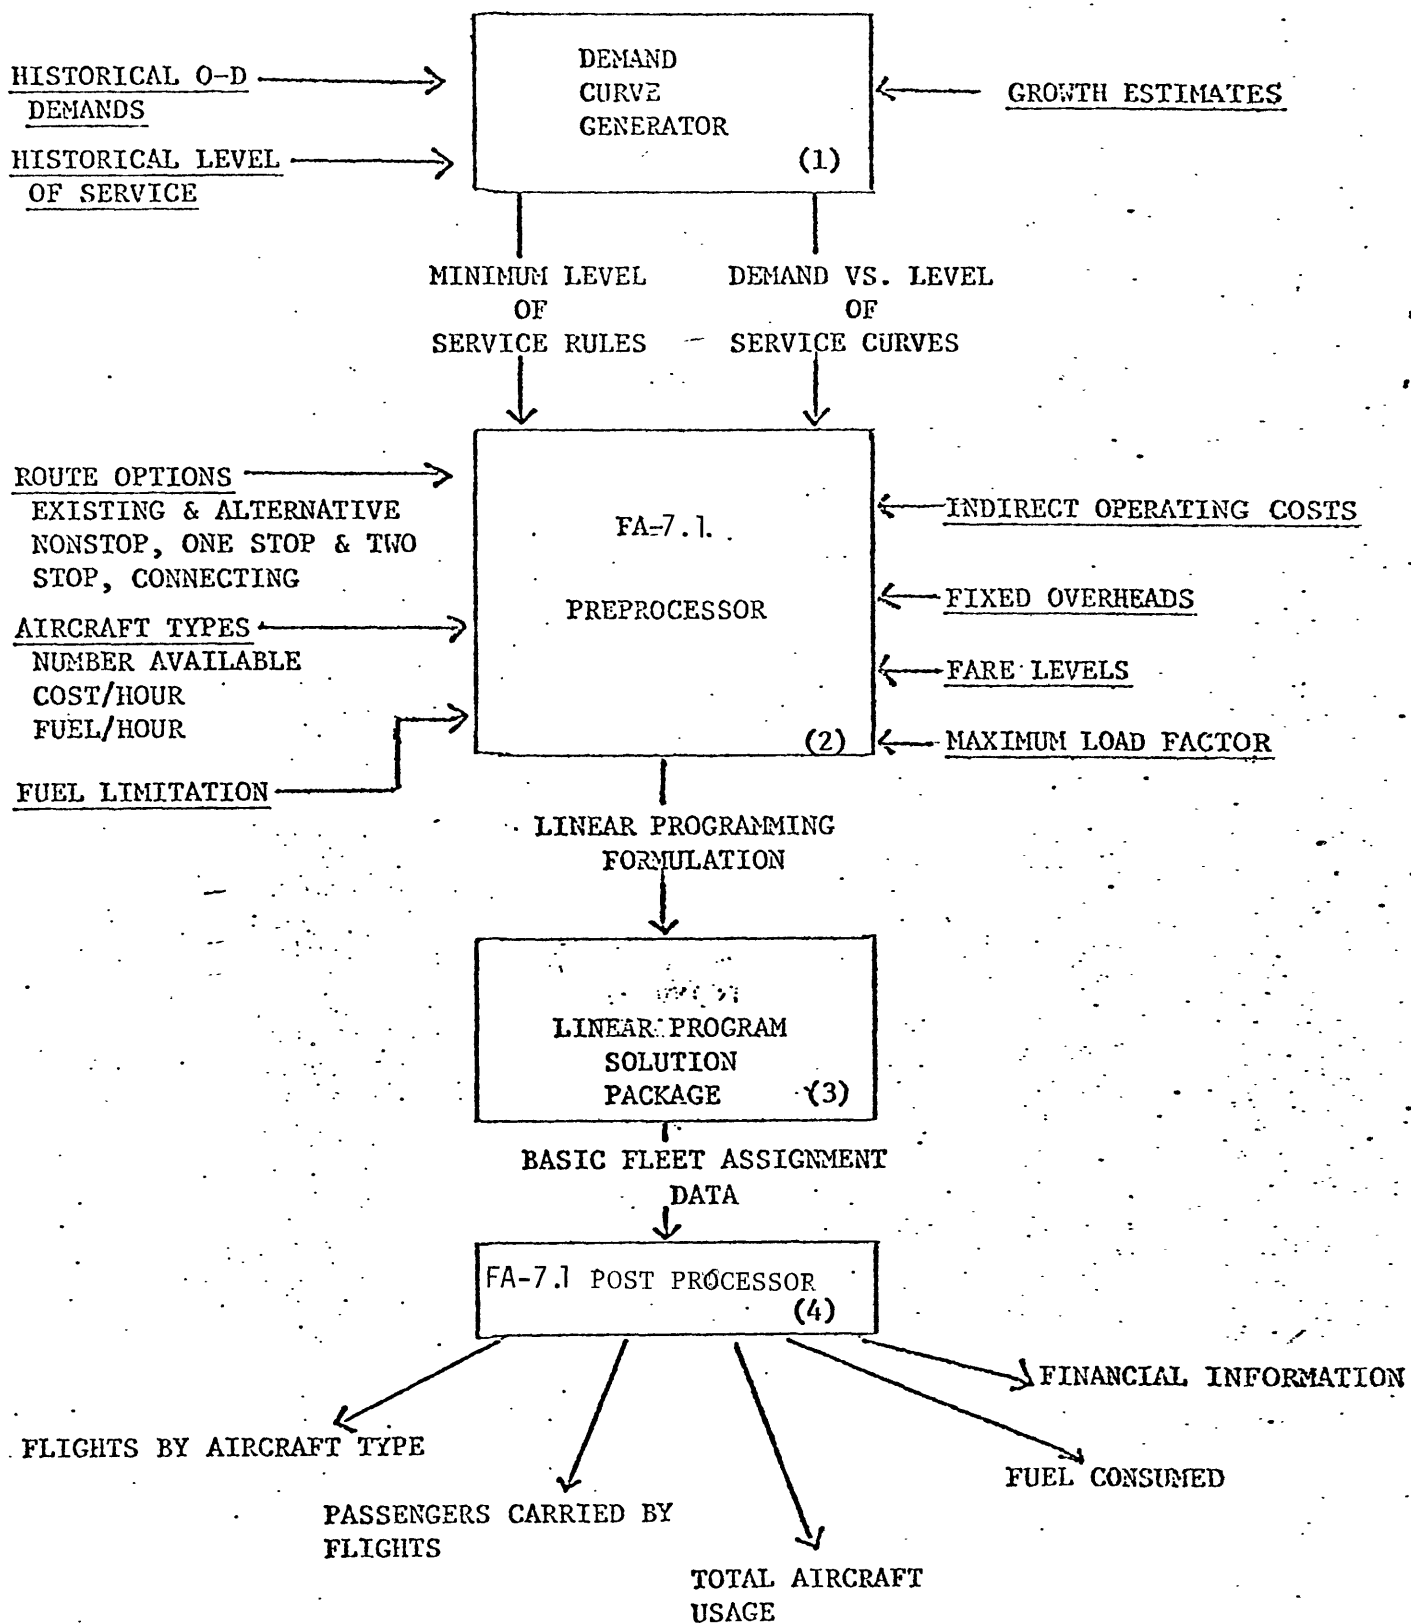 HISTORICAL O-D
DEMANDS
HISTORICAL LEVEL
OF SERVICE
DEMAND
CURVE
GENERATOR
(1)
GROWTH ESTIMATES
MINIMUM LEVEL
OF
SERVICE RULES
DEMAND VS. LEVEL
OF
SERVICE CURVES
ROUTE OPTIONS
EXISTING & ALTERNATIVE
NONSTOP, ONE STOP & TWO
STOP, CONNECTING
AIRCRAFT TYPES
NUMBER AVAILABLE
COST/HOUR
FUEL/HOUR
FUEL LIMITATION
FA-7.1.
PREPROCESSOR
(2)
INDIRECT OPERATING COSTS
FIXED OVERHEADS
FARE LEVELS
MAXIMUM LOAD FACTOR
LINEAR PROGRAMMING
FORMULATION
LINEAR PROGRAM
SOLUTION
PACKAGE (3)
BASIC FLEET ASSIGNMENT
DATA
FA-7.1 POST PROCESSOR
(4)
FLIGHTS BY AIRCRAFT TYPE
PASSENGERS CARRIED BY
FLIGHTS
TOTAL AIRCRAFT
USAGE
FUEL CONSUMED
FINANCIAL INFORMATION